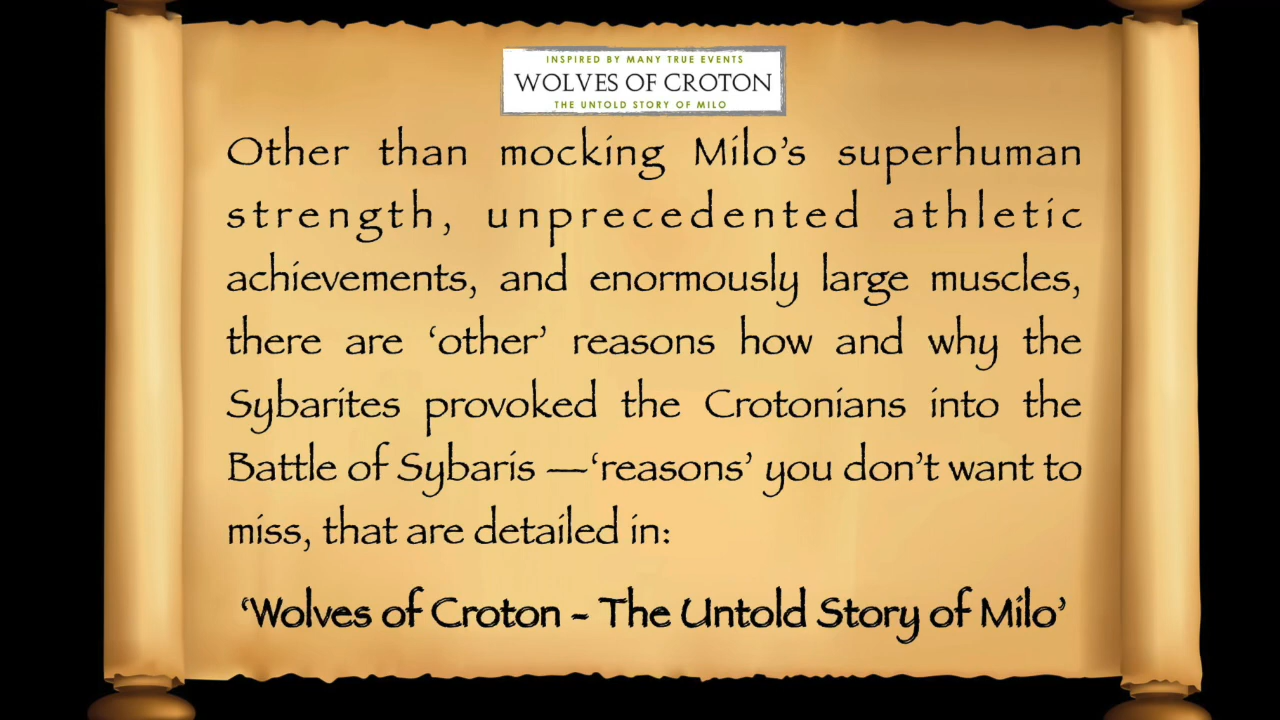 INSPIRED BY MANY TRUE EVENTS
WOLVES OF CROTON
THE UNTOLD STORY OF MILO
Other than mocking Milo’s superhuman
strength, unprecedented athletic
achievements, and enormously large muscles,
there are ‘other’ reasons how and why the
Sybarites provoked the Crotonians into the
Battle of Sybaris —‘reasons’ you don’t want to
miss, that are detailed in:
‘Wolves of Croton - The Untold Story of Milo’